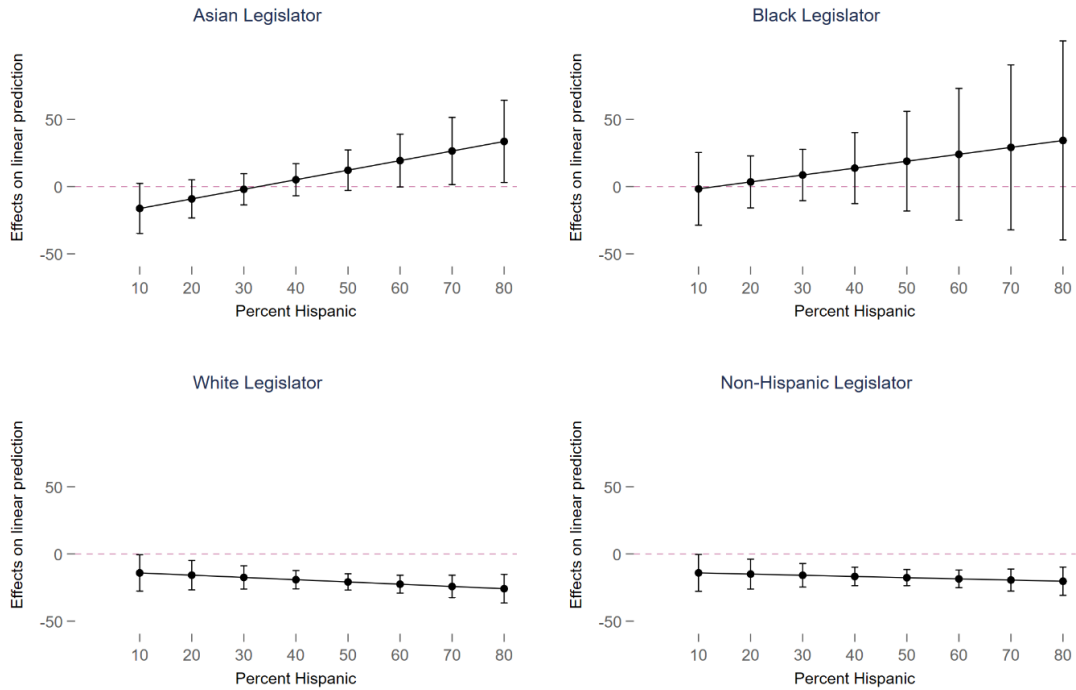 Asian Legislator
Effects on linear prediction
50
0
-50
10 20 30 40 50 60 70 80
Percent Hispanic
Black Legislator
Effects on linear prediction
50
0
-50
10 20 30 40 50 60 70 80
Percent Hispanic
White Legislator
Effects on linear prediction
50
0
-50
10 20 30 40 50 60 70 80
Percent Hispanic
Non-Hispanic Legislator
Effects on linear prediction
50
0
-50
10 20 30 40 50 60 70 80
Percent Hispanic